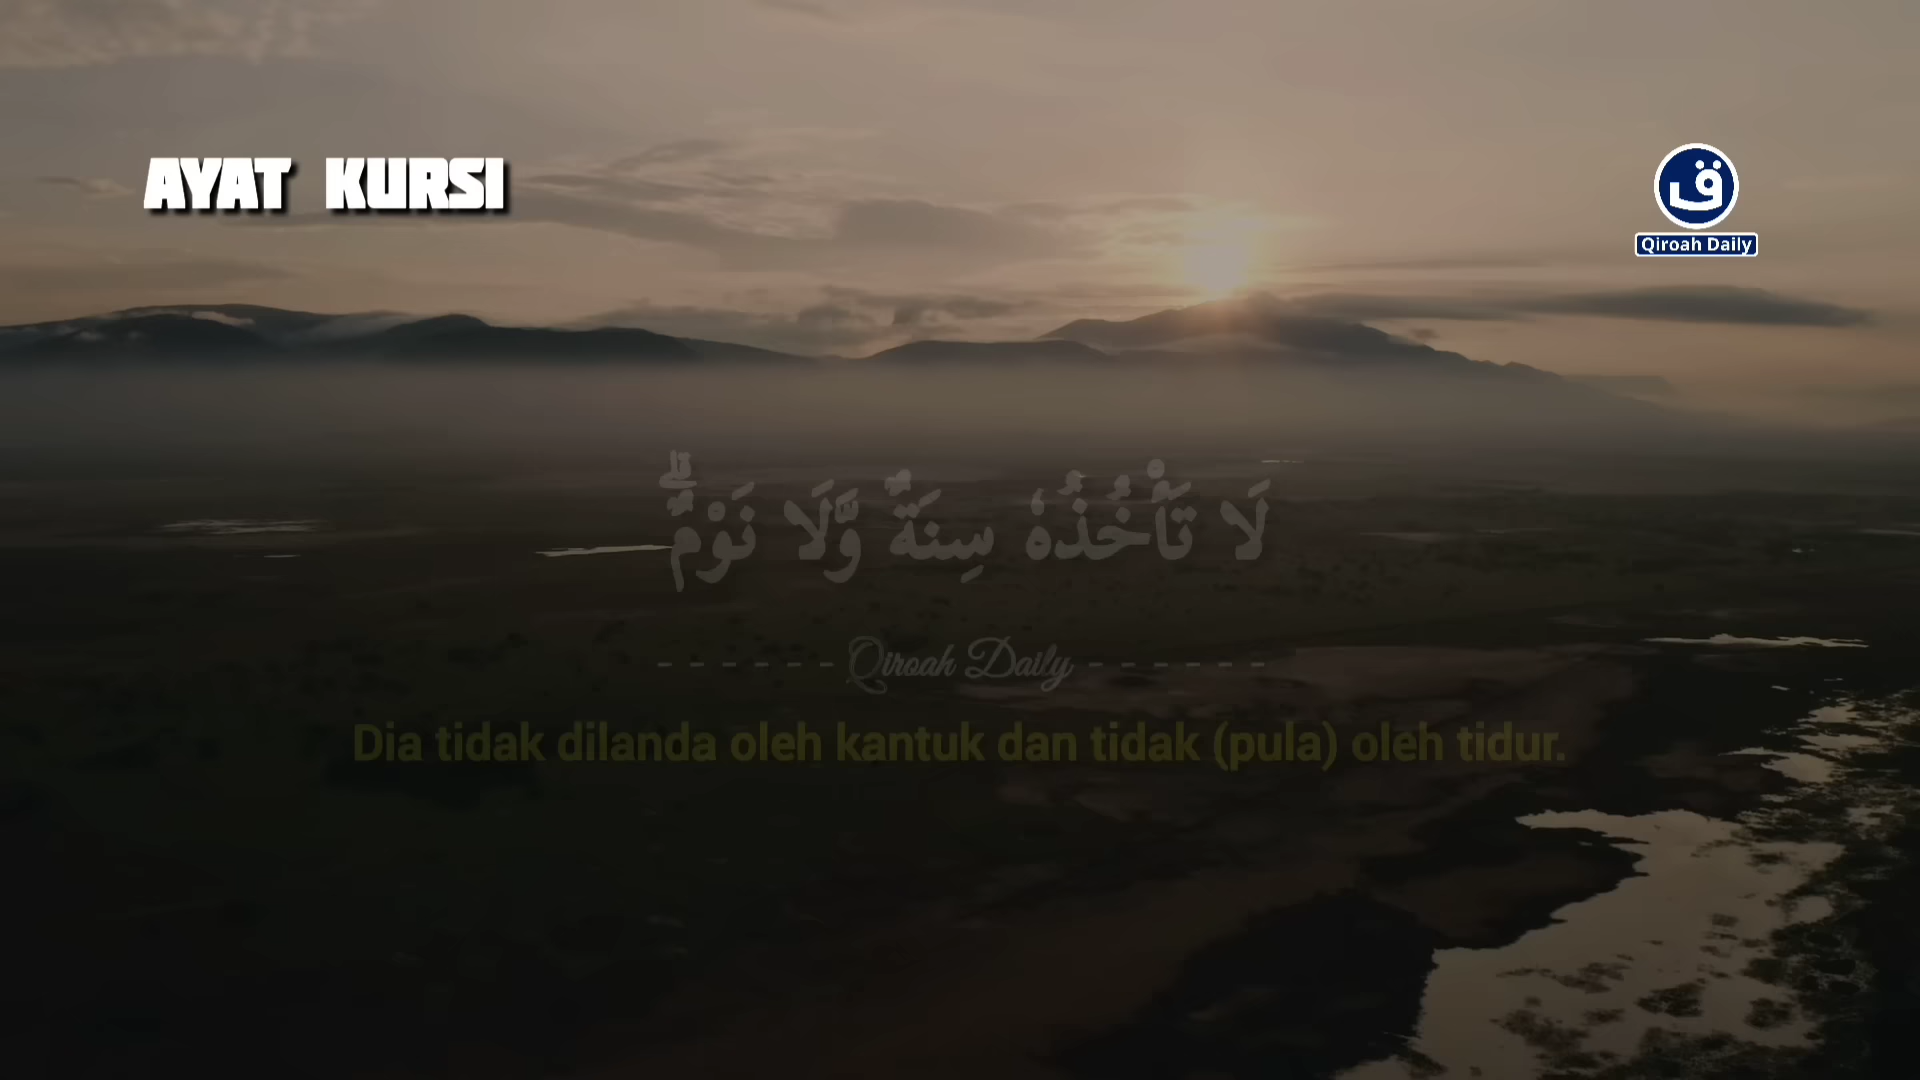 AYAT KURSI
ق
Qiroah Daily
لَا تَأْخُذُهٗ سِنَةٌ وَّلَا نَوْمٌۗ
Qiroah Daily
Dia tidak dilanda oleh kantuk dan tidak (pula) oleh tidur.